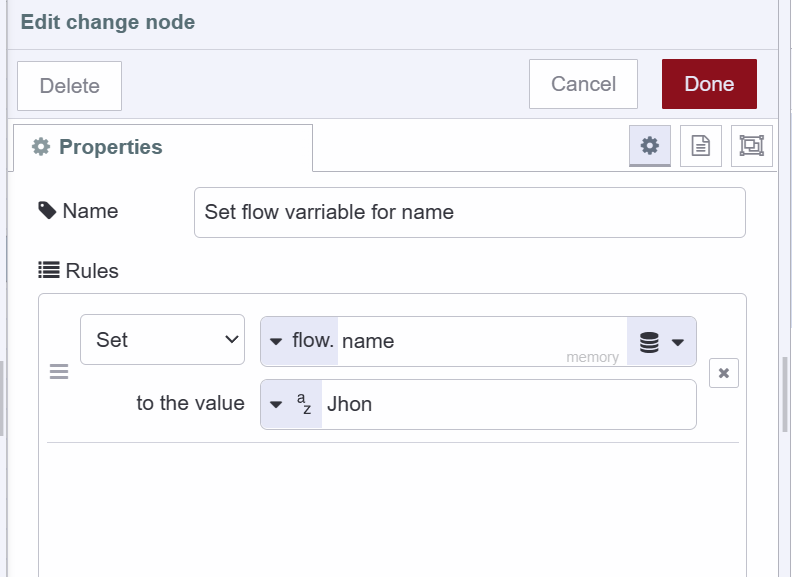 Edit change node
Delete
Cancel
Done
Properties
Name
Set flow varriable for name
Rules
Set
flow. name
memory
to the value
a
z
Jhon